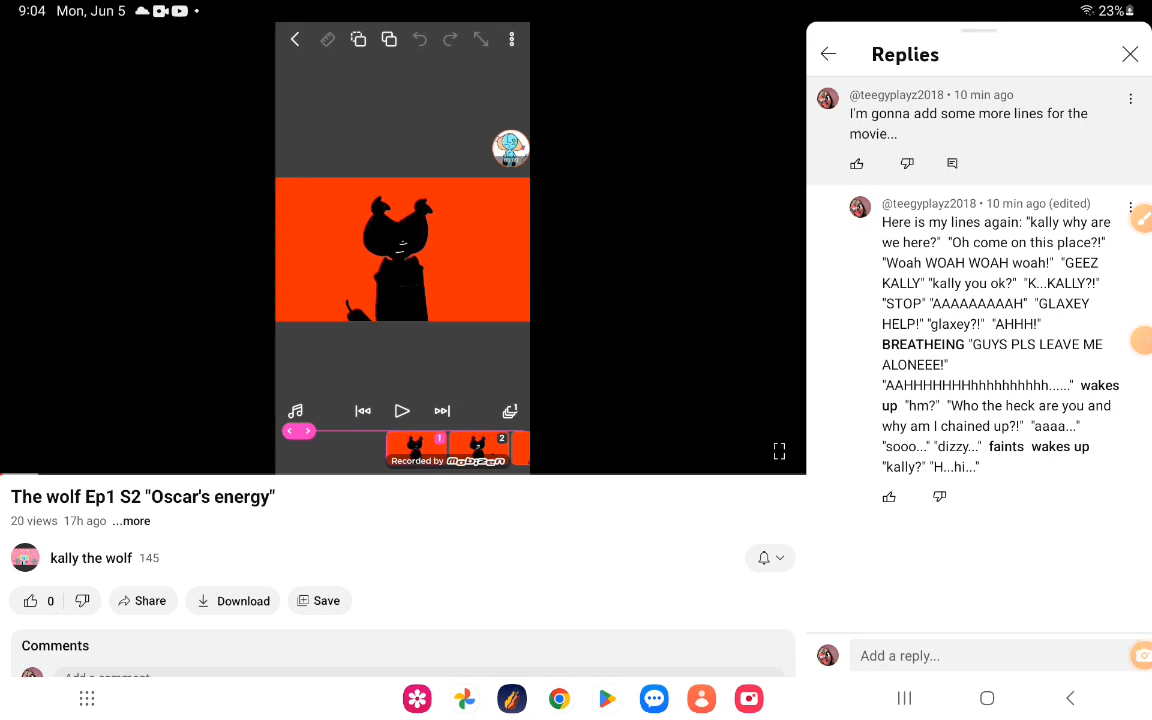 9:04 Mon, Jun 5
23%
Replies
@teegyplayz2018 • 10 min ago
I'm gonna add some more lines for the
movie...
@teegyplayz2018 • 10 min ago (edited)
Here is my lines again: "kally why are
we here?" "Oh come on this place?!"
"Woah WOAH WOAH woah!" "GEEZ
KALLY" "kally you ok?" "K...KALLY?!"
"STOP" "AAAAAAAAAH" "GLAXEY
HELP!" "glaxey?!" "AHHH!"
BREATHEING "GUYS PLS LEAVE ME
ALONEEE!"
"AAHHHHHHHhhhhhhhhhh......" wakes
up "hm?" "Who the heck are you and
why am I chained up?!" "aaaa..."
"sooo..." "dizzy..." faints wakes up
"kally?" "H...hi..."
Add a reply...
1
2
Recorded by MOBIZEN
The wolf Ep1 S2 "Oscar's energy"
20 views 17h ago ...more
kally the wolf 145
0
Share
Download
Save
Comments
Add a comment